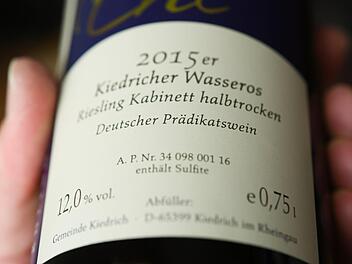 2015er
Kiedricher Wasseros
Riesling Kabinett halbtrocken
Deutscher Prädikatswein
A. P. Nr. 34 098 001 16
enthält Sulfite
12,0 % vol.
Abfüller:
e 0,75 l
Gemeinde Kiedrich · D-65399 Kiedrich im Rheingau